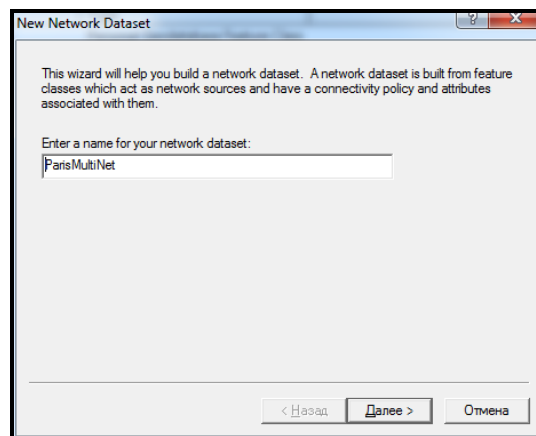 New Network Dataset
?
This wizard will help you build a network dataset. A network dataset is built from feature
classes which act as network sources and have a connectivity policy and attributes
associated with them.
Enter a name for your network dataset:
ParisMultiNet
< Назад
Далее >
Отмена